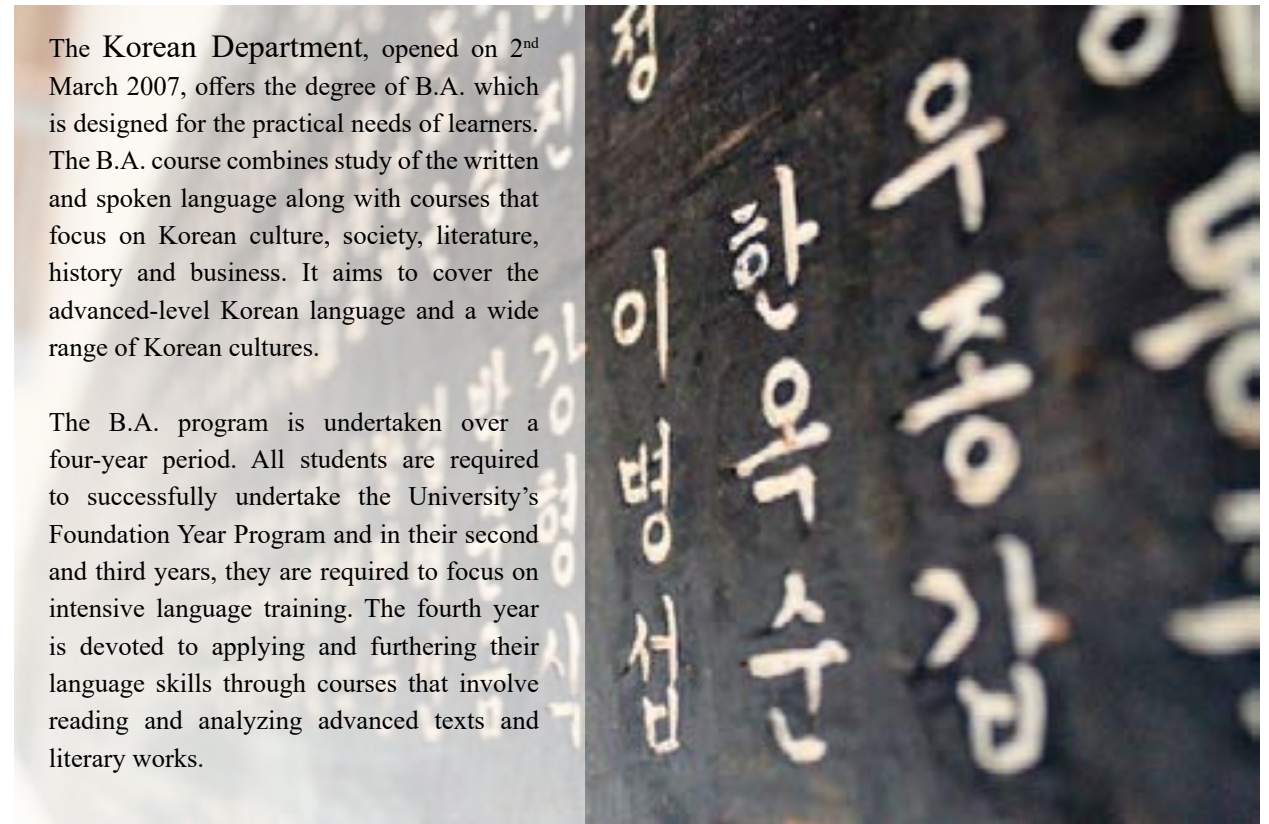 The Korean Department, opened on 2nd
March 2007, offers the degree of B.A. which
is designed for the practical needs of learners.
The B.A. course combines study of the written
and spoken language along with courses that
focus on Korean culture, society, literature,
history and business. It aims to cover the
advanced-level Korean language and a wide
range of Korean cultures.
The B.A. program is undertaken over a
four-year period. All students are required
to successfully undertake the University’s
Foundation Year Program and in their second
and third years, they are required to focus on
intensive language training. The fourth year
is devoted to applying and furthering their
language skills through courses that involve
reading and analyzing advanced texts and
literary works.
청
이병섭
한옥순
우종갑